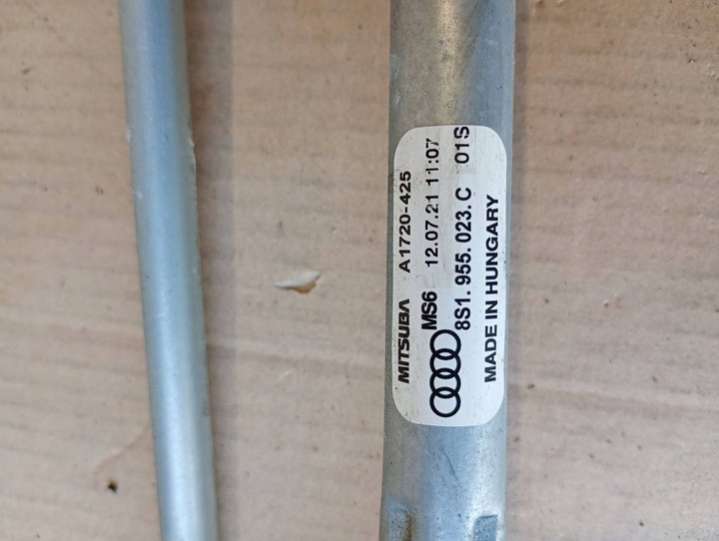 MITSUBA A1720-425
MS6 12.07.21 11:07
8S1.955.023.C 01S
MADE IN HUNGARY